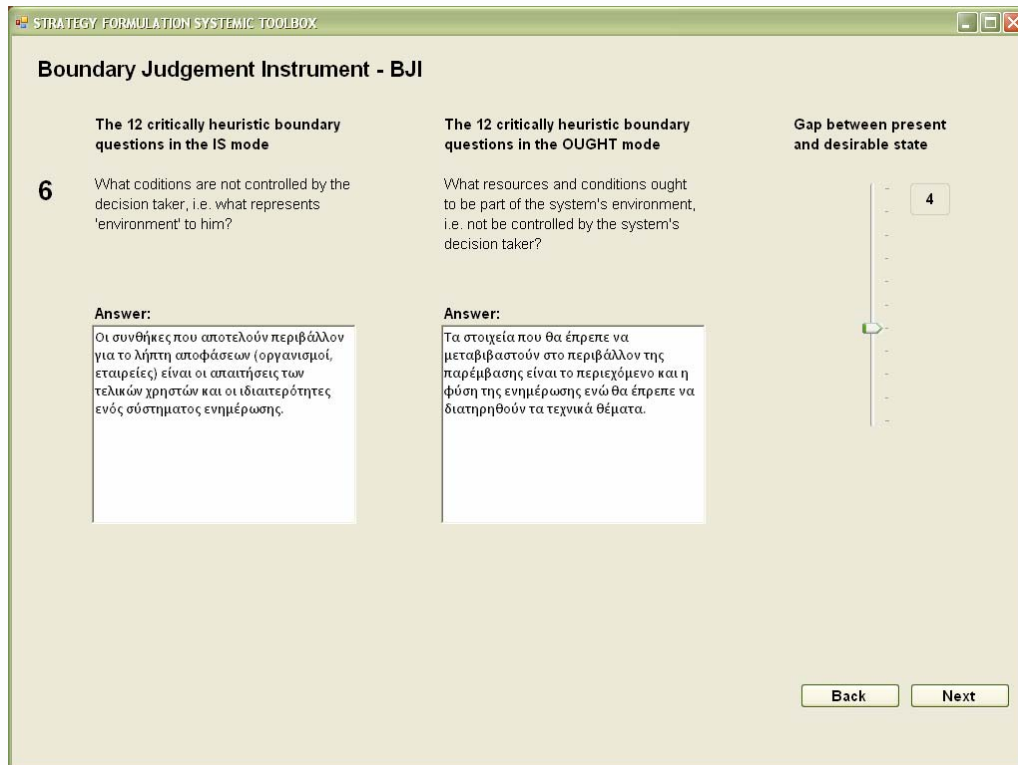 STRATEGY FORMULATION SYSTEMIC TOOLBOX
Boundary Judgement Instrument - BJI
The 12 critically heuristic boundary
questions in the IS mode
The 12 critically heuristic boundary
questions in the OUGHT mode
Gap between present
and desirable state
6
What coditions are not controlled by the
decision taker, i.e. what represents
'environment' to him?
What resources and conditions ought
to be part of the system's environment,
i.e. not be controlled by the system's
decision taker?
4
Answer:
Οι συνθήκες που αποτελούν περιβάλλον
για το λήπτη αποφάσεων (οργανισμοί,
εταιρείες) είναι οι απαιτήσεις των
τελικών χρηστών και οι ιδιαιτερότητες
ενός σύστηματος ενημέρωσης.
Answer:
Τα στοιχεία που θα έπρεπε να
μεταβιβαστούν στο περιβάλλον της
παρέμβασης είναι το περιεχόμενο και η
φύση της ενημέρωσης ενώ θα έπρεπε να
διατηρηθούν τα τεχνικά θέματα.
Back
Next